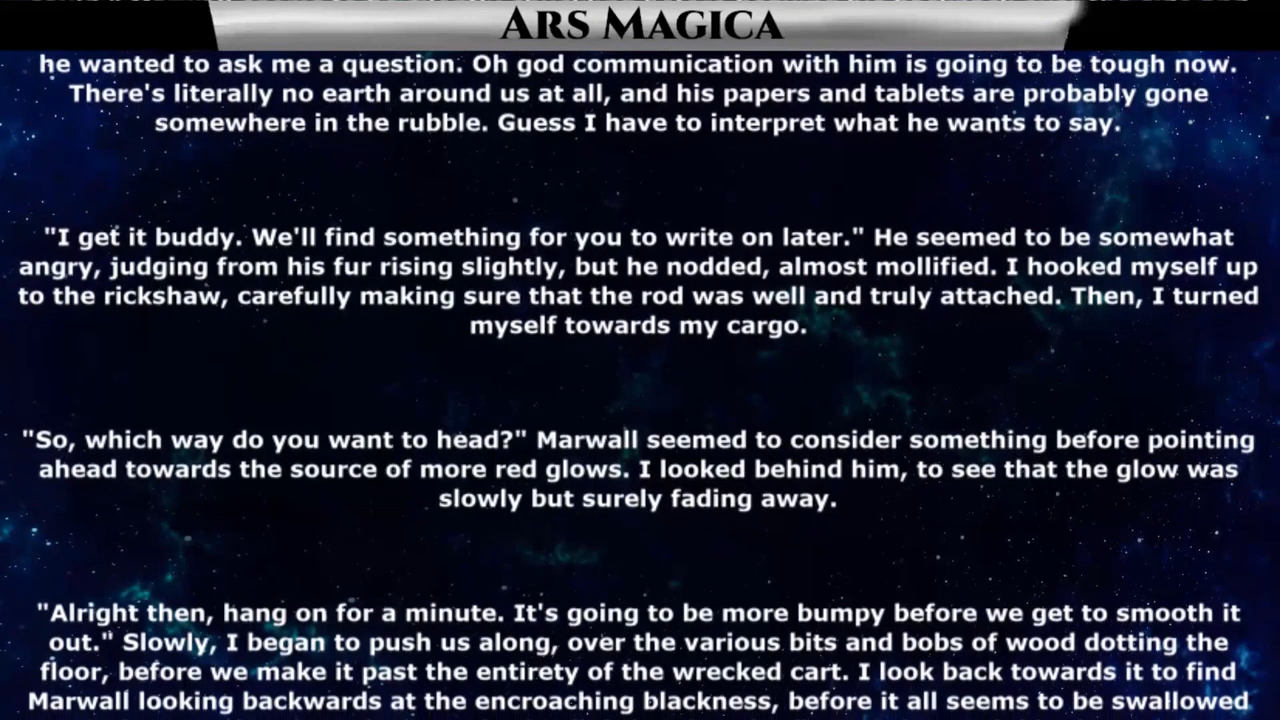 ARS MAGICA
he wanted to ask me a question. Oh god communication with him is going to be tough now.
There's literally no earth around us at all, and his papers and tablets are probably gone
somewhere in the rubble. Guess I have to interpret what he wants to say.
"I get it buddy. We'll find something for you to write on later." He seemed to be somewhat
angry, judging from his fur rising slightly, but he nodded, almost mollified. I hooked myself up
to the rickshaw, carefully making sure that the rod was well and truly attached. Then, I turned
myself towards my cargo.
"So, which way do you want to head?" Marwall seemed to consider something before pointing
ahead towards the source of more red glows. I looked behind him, to see that the glow was
slowly but surely fading away.
"Alright then, hang on for a minute. It's going to be more bumpy before we get to smooth it
out." Slowly, I began to push us along, over the various bits and bobs of wood dotting the
floor, before we make it past the entirety of the wrecked cart. I look back towards it to find
Marwall looking backwards at the encroaching blackness, before it all seems to be swallowed